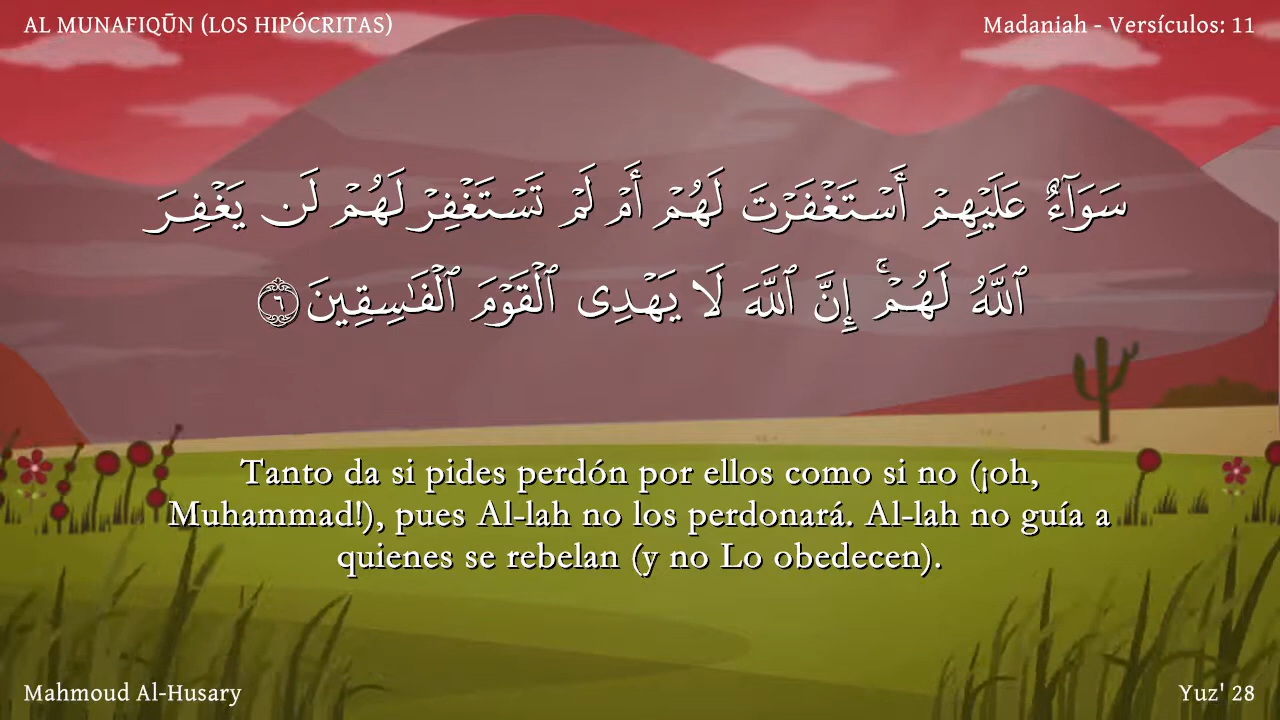 AL MUNAFIQŪN (LOS HIPÓCRITAS)
Madaniah - Versículos: 11
سَوَآءٌ عَلَيْهِمْ أَسْتَغْفَرْتَ لَهُمْ أَمْ لَمْ تَسْتَغْفِرْ لَهُمْ لَن يَغْفِرَ
ٱللَّهُ لَهُمْ ۚ إِنَّ ٱللَّهَ لَا يَهْدِى ٱلْقَوْمَ ٱلْفَـٰسِقِينَ ٦
Tanto da si pides perdón por ellos como si no (¡oh,
Muhammad!), pues Al-lah no los perdonará. Al-lah no guía a
quienes se rebelan (y no Lo obedecen).
Mahmoud Al-Husary
Yuz' 28